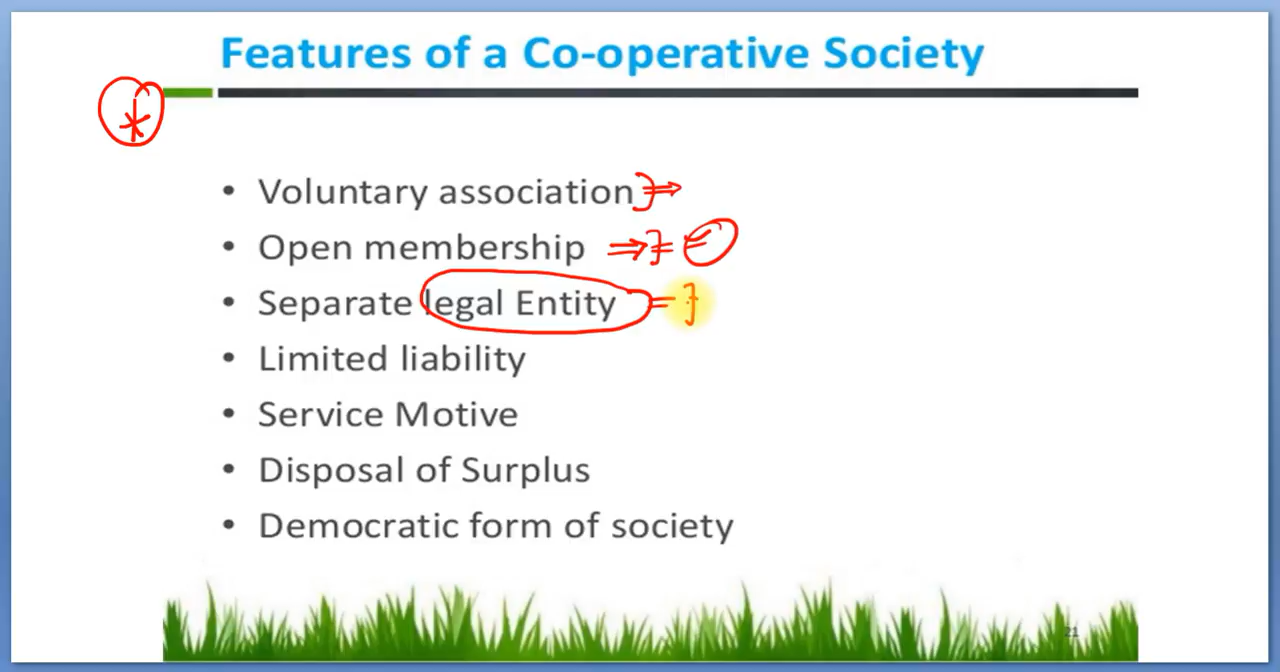 Features of a Co-operative Society
• Voluntary association
• Open membership
• Separate legal Entity
• Limited liability
• Service Motive
• Disposal of Surplus
• Democratic form of society
21